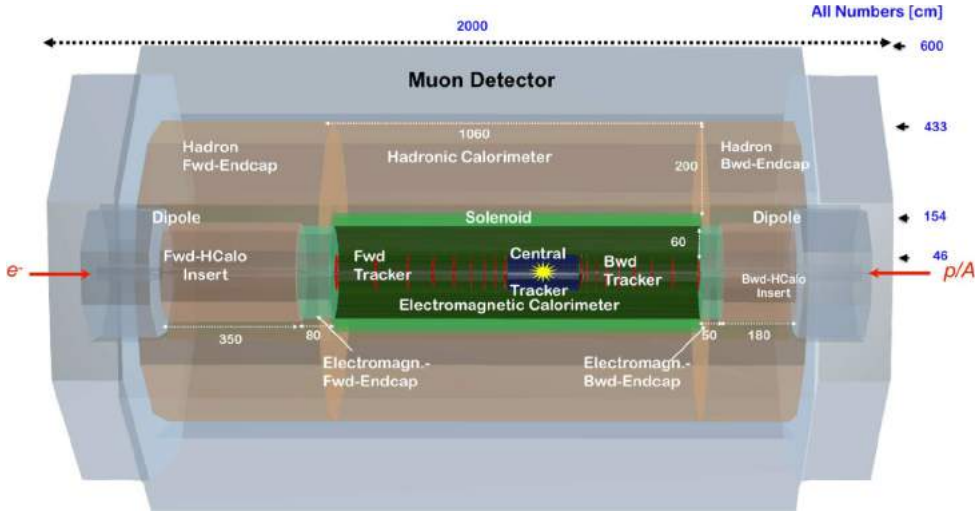 All Numbers [cm]
2000
600
Muon Detector
433
1060
Hadron
Fwd-Endcap
Hadronic Calorimeter
Hadron
Bwd-Endcap
200
Dipole
Solenoid
Dipole
154
Fwd-HCalo
Insert
Fwd
Tracker
Central
Tracker
Bwd
Tracker
60
46
e-
Bwd-HCalo
Insert
p/A
Electromagnetic Calorimeter
350
80
50
180
Electromagn.-
Fwd-Endcap
Electromagn.-
Bwd-Endcap